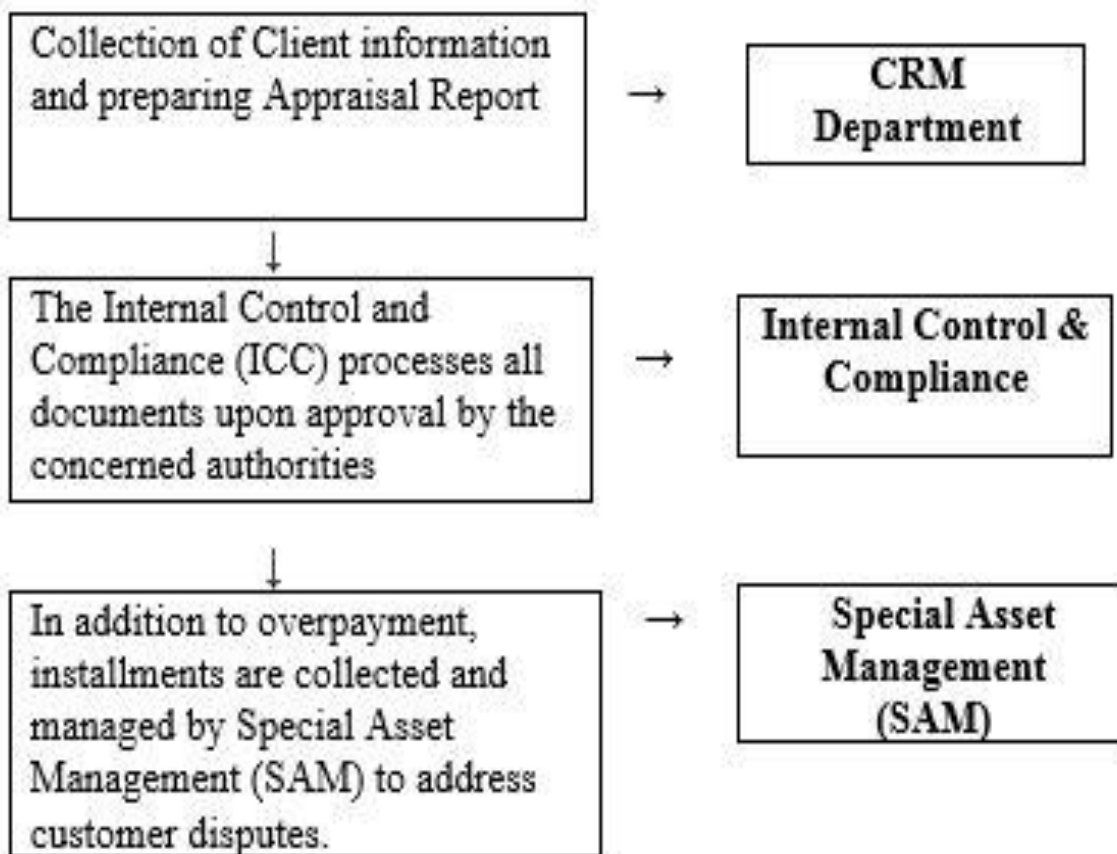 Collection of Client information
and preparing Appraisal Report
→
CRM
Department
↓
The Internal Control and
Compliance (ICC) processes all
documents upon approval by the
concerned authorities
→
Internal Control &
Compliance
↓
In addition to overpayment,
installments are collected and
managed by Special Asset
Management (SAM) to address
customer disputes.
→
Special Asset
Management
(SAM)